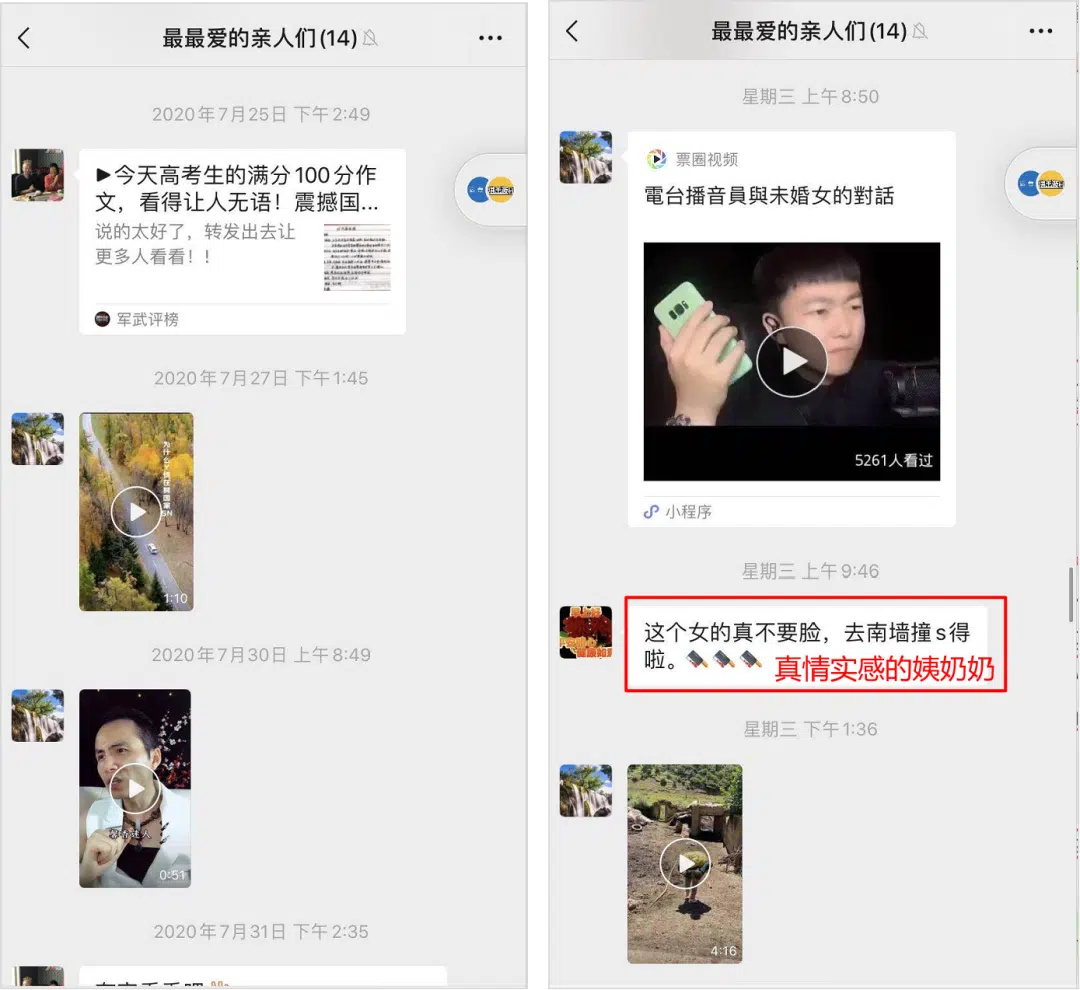 最最爱的亲人们(14)
2020年7月25日 下午2:49
▶今天高考生的满分100分作
文，看得让人无语！震撼国...
说的太好了，转发出去让
更多人看看！！
军武评榜
2020年7月27日 下午1:45
1:10
2020年7月30日 上午8:49
0:51
2020年7月31日 下午2:35
最最爱的亲人们(14)
星期三 上午8:50
票圈视频
電台播音員與未婚女的對話
5261人看过
小程序
星期三 上午9:46
早上好
这个女的真不要脸，去南墙撞s得
啦。
真情实感的姨奶奶
星期三 下午1:36
4:16